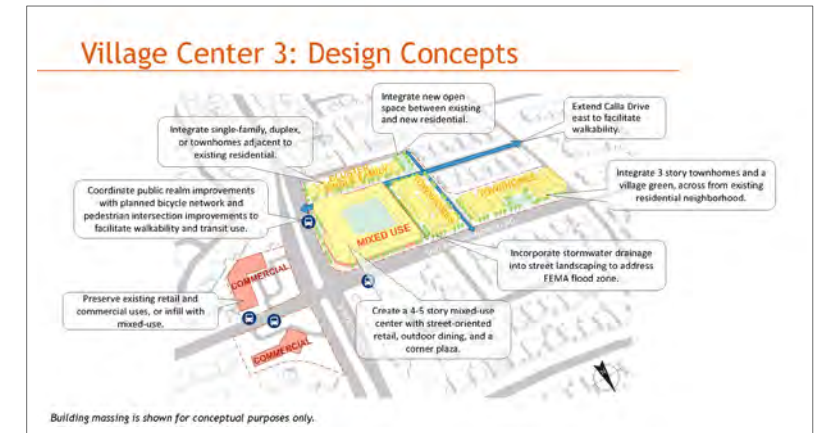 Village Center 3: Design Concepts
Integrate new open
space between existing
and new residential.
Extend Calla Drive
east to facilitate
walkability.
Integrate single-family, duplex,
or townhomes adjacent to
existing residential.
Integrate 3 story townhomes and a
village green, across from existing
residential neighborhood.
Coordinate public realm improvements
with planned bicycle network and
pedestrian intersection improvements to
facilitate walkability and transit use.
TOWNHOMES
TOWNHOMES
MIXED USE
Incorporate stormwater drainage
into street landscaping to address
FEMA flood zone.
COMMERCIAL
Preserve existing retail and
commercial uses, or infill with
mixed-use.
Create a 4-5 story mixed-use
center with street-oriented
retail, outdoor dining, and a
corner plaza.
COMMERCIAL
Building massing is shown for conceptual purposes only.